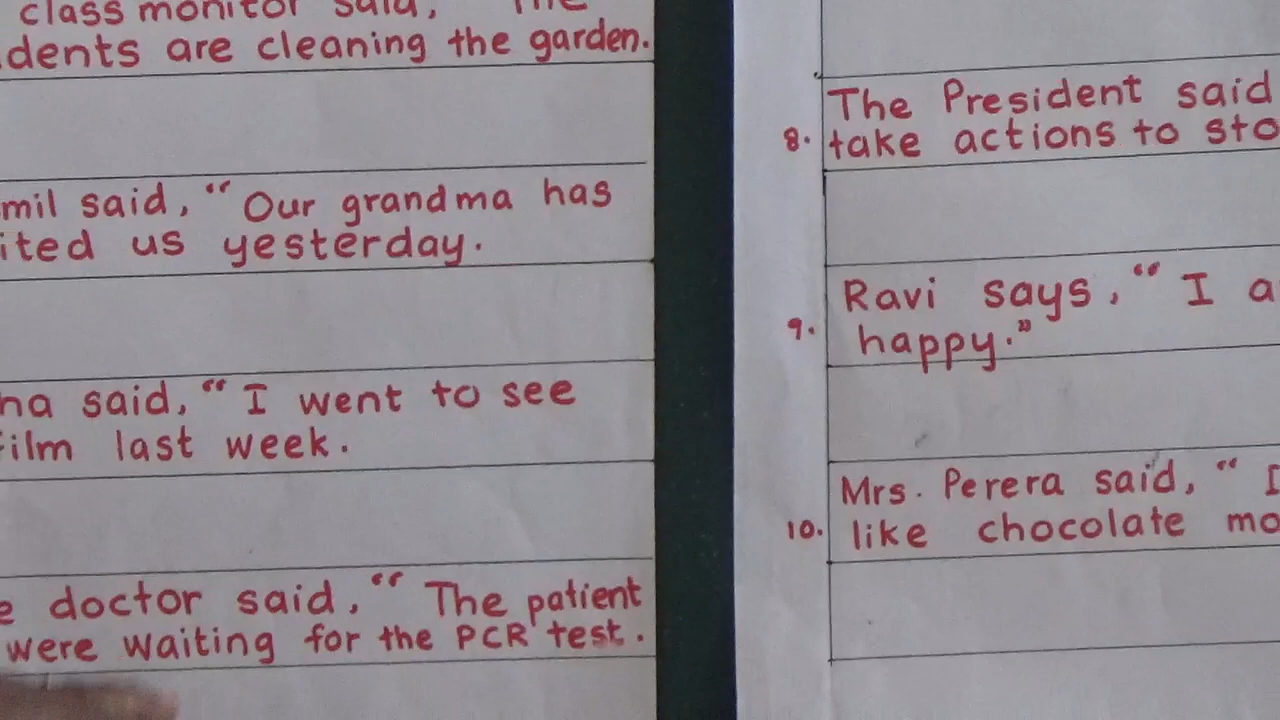 class monitor said, " The
dents are cleaning the garden.
mil said, " Our grandma has
ited us yesterday.
na said, " I went to see
film last week.
doctor said, " The patient
were waiting for the PCR test.
8. The President said
take actions to sto
9. Ravi says, " I a
happy."
10. Mrs. Perera said, " I
like chocolate mo